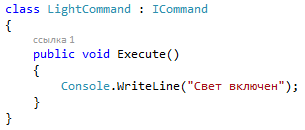 class LightCommand : ICommand
{
ссылка 1
public void Execute()
{
Console.WriteLine("Свет включен");
}
}